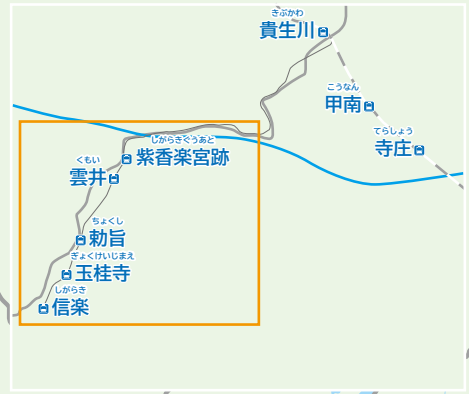 きぶかわ
貴生川
こうなん
甲南
てらしょう
寺庄
しがらきぐうあと
紫香楽宮跡
くもい
雲井
ちょくし
勅旨
ぎょくけいじまえ
玉桂寺
しがらき
信楽